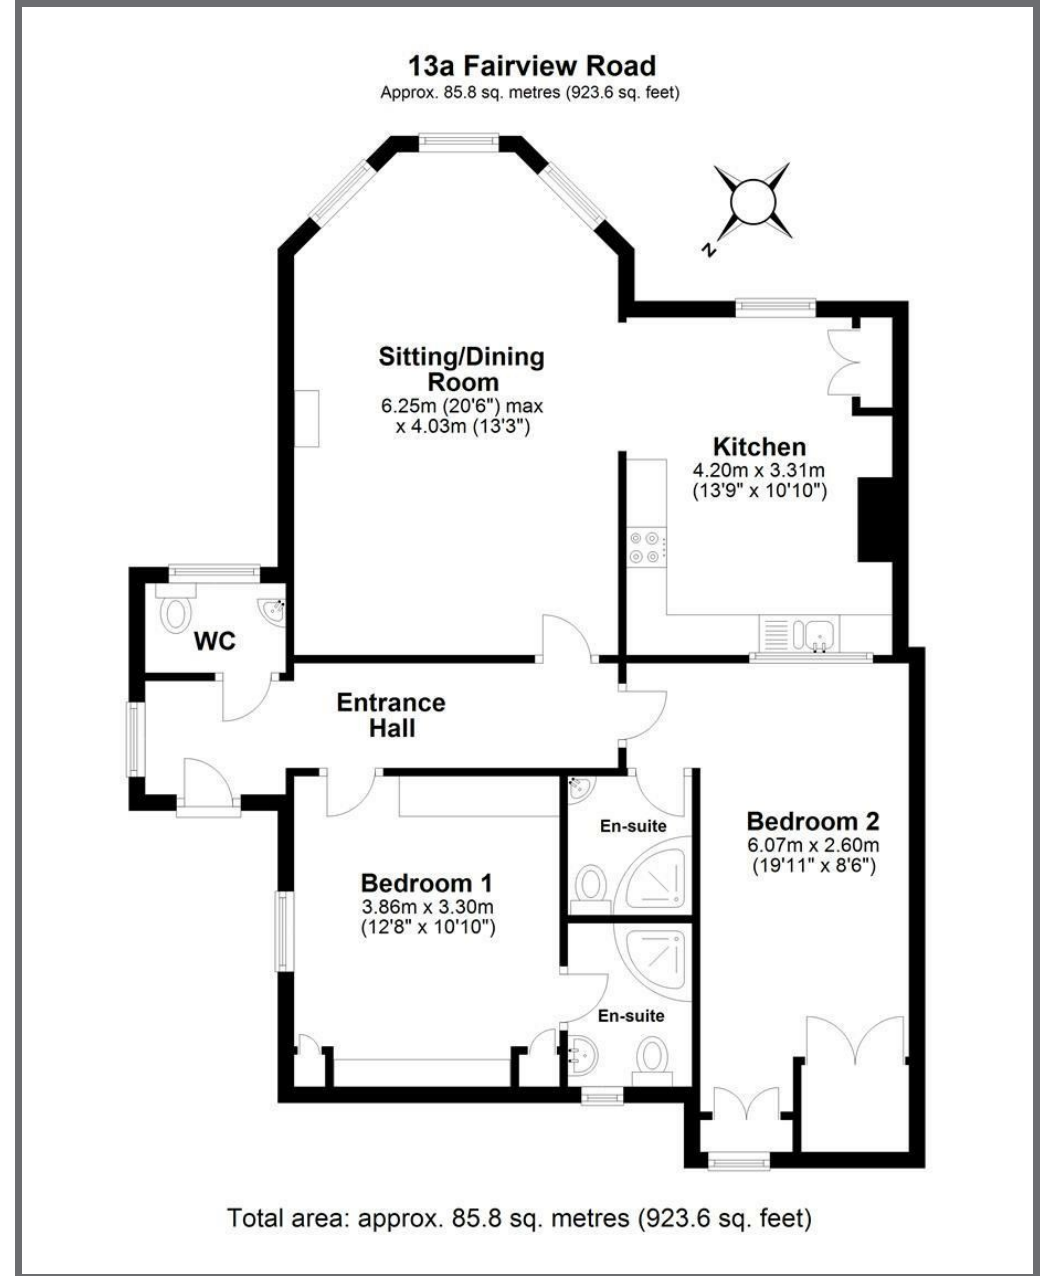 13a Fairview Road
Approx. 85.8 sq. metres (923.6 sq. feet)
N
Sitting/Dining
Room
6.25m (20'6") max
x 4.03m (13'3")
Kitchen
4.20m x 3.31m
(13'9" x 10'10")
WC
Entrance
Hall
En-suite
Bedroom 2
6.07m x 2.60m
(19'11" x 8'6")
Bedroom 1
3.86m x 3.30m
(12'8" x 10'10")
En-suite
Total area: approx. 85.8 sq. metres (923.6 sq. feet)